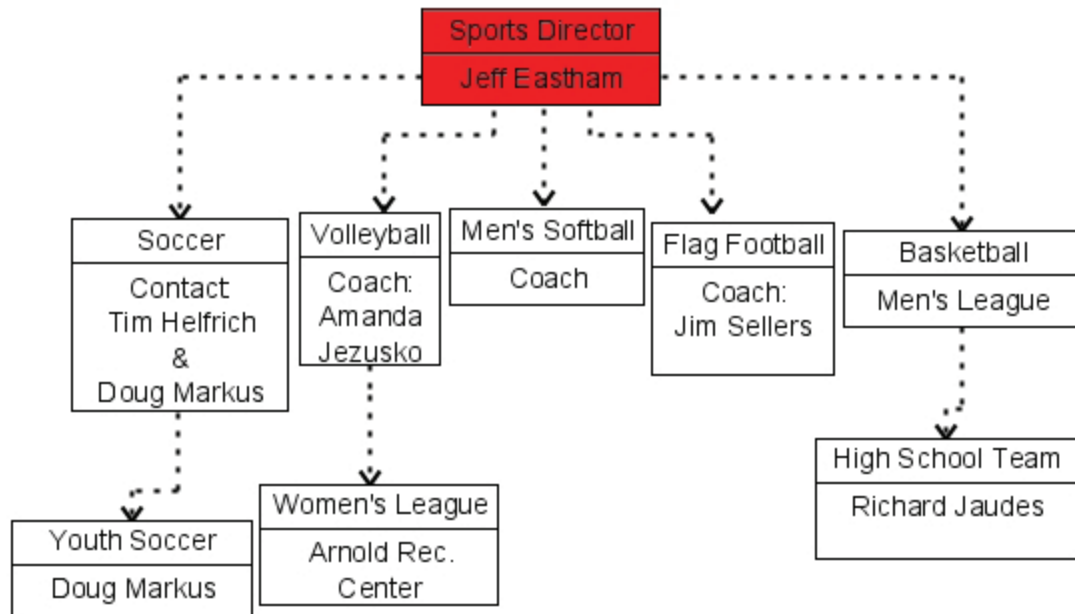 Sports Director
Jeff Eastham
Soccer
Contact
Tim Helfrich
&
Doug Markus
Volleyball
Coach:
Amanda
Jezusko
Men's Softball
Coach
Flag Football
Coach:
Jim Sellers
Basketball
Men's League
Youth Soccer
Doug Markus
Women's League
Arnold Rec.
Center
High School Team
Richard Jaudes